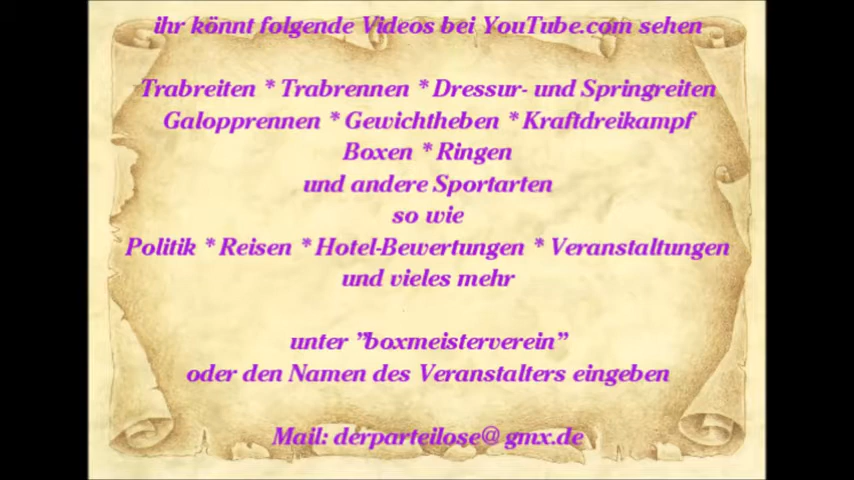 ihr könnt folgende Videos bei YouTube.com sehen
Trabreiten * Trabrennen * Dressur- und Springreiten
Galopprennen * Gewichtheben * Kraftdreikampf
Boxen * Ringen
und andere Sportarten
so wie
Politik * Reisen * Hotel-Bewertungen * Veranstaltungen
und vieles mehr
unter "boxmeisterverein"
oder den Namen des Veranstalters eingeben
Mail: derparteilose@ gmx.de